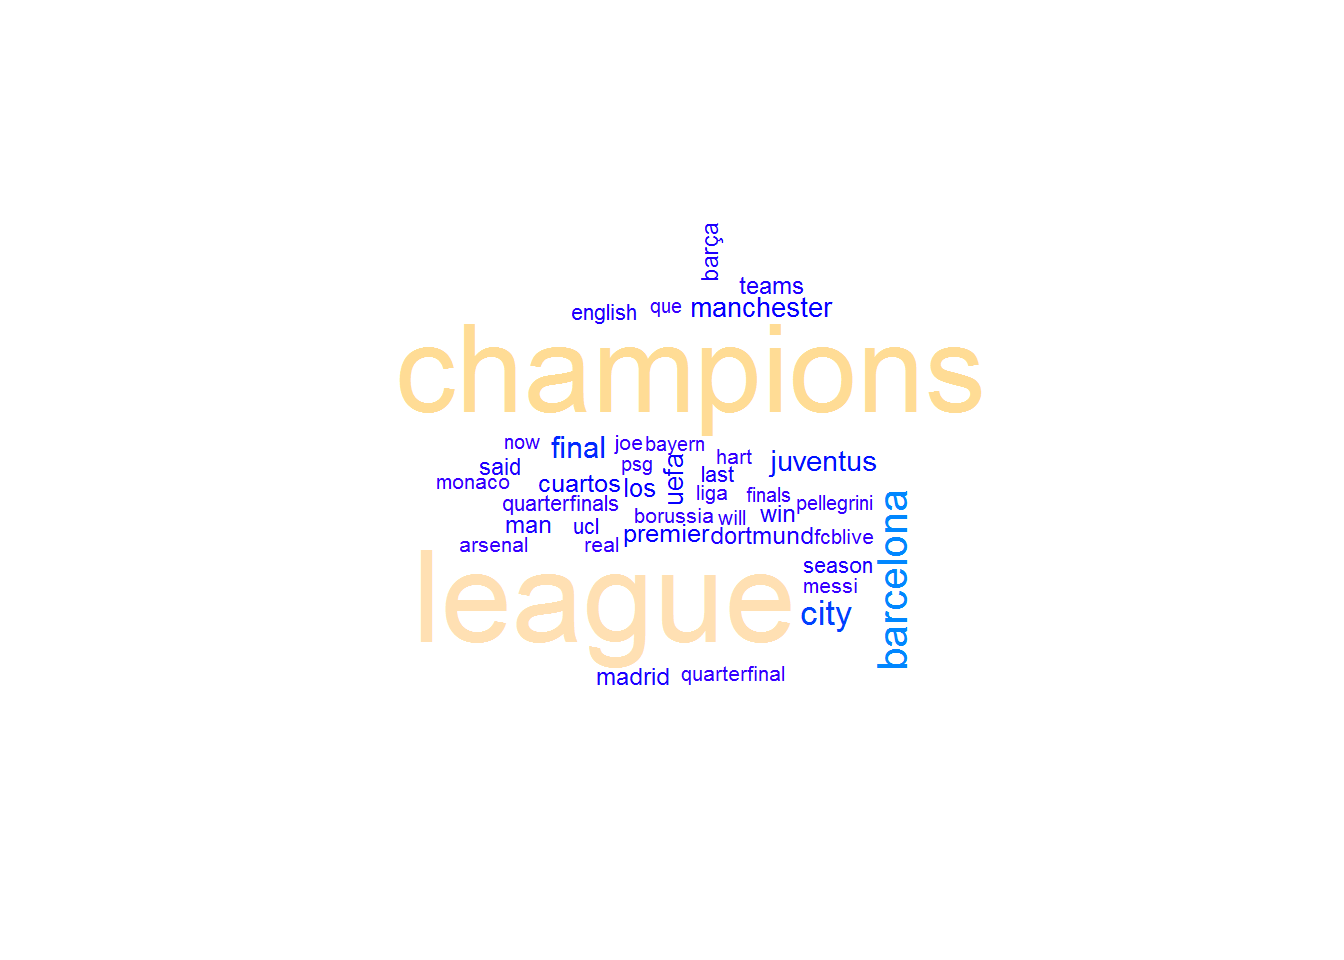 barça
teams
english que manchester
champions
now final joe bayern hart juventus
said psg uefa last
monaco cuartos los liga finals pellegrini
quarterfinals borussia will win
man ucl premier dortmund fcblive
arsenal real
season
messi
league city barcelona
madrid quarterfinal